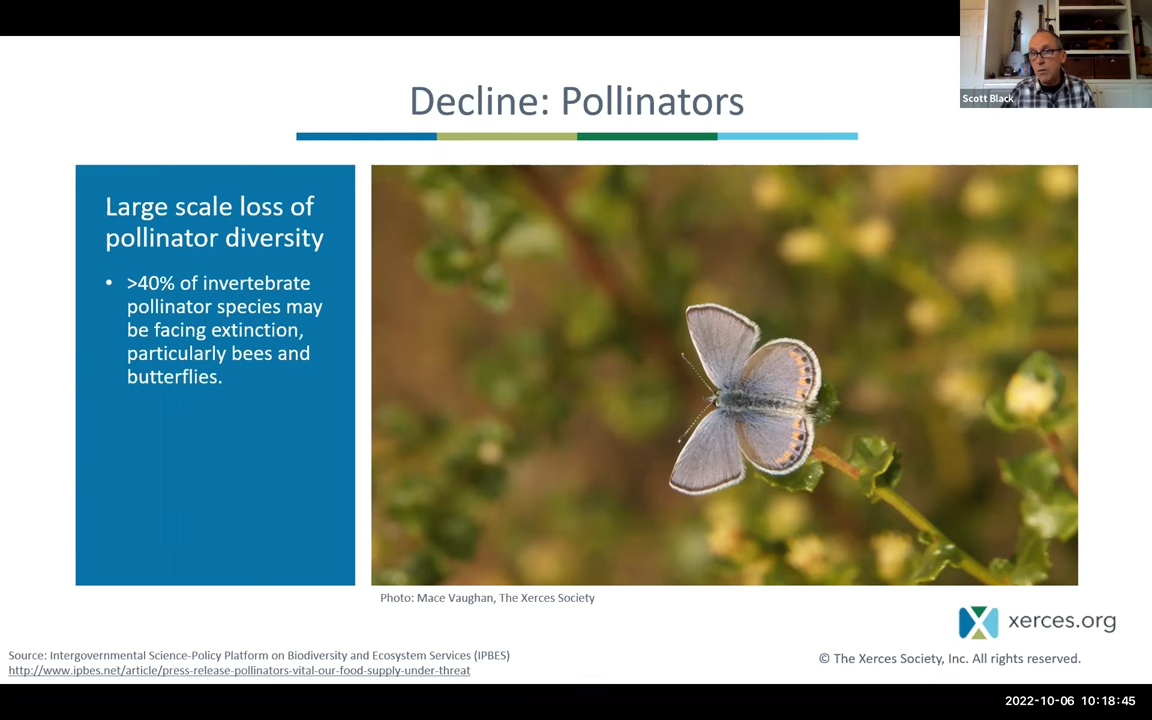 Scott Black
Decline: Pollinators
Large scale loss of
pollinator diversity
• >40% of invertebrate
pollinator species may
be facing extinction,
particularly bees and
butterflies.
Photo: Mace Vaughan, The Xerces Society
xerces.org
Source: Intergovernmental Science-Policy Platform on Biodiversity and Ecosystem Services (IPBES)
http://www.ipbes.net/article/press-release-pollinators-vital-our-food-supply-under-threat
© The Xerces Society, Inc. All rights reserved.
2022-10-06 10:18:45